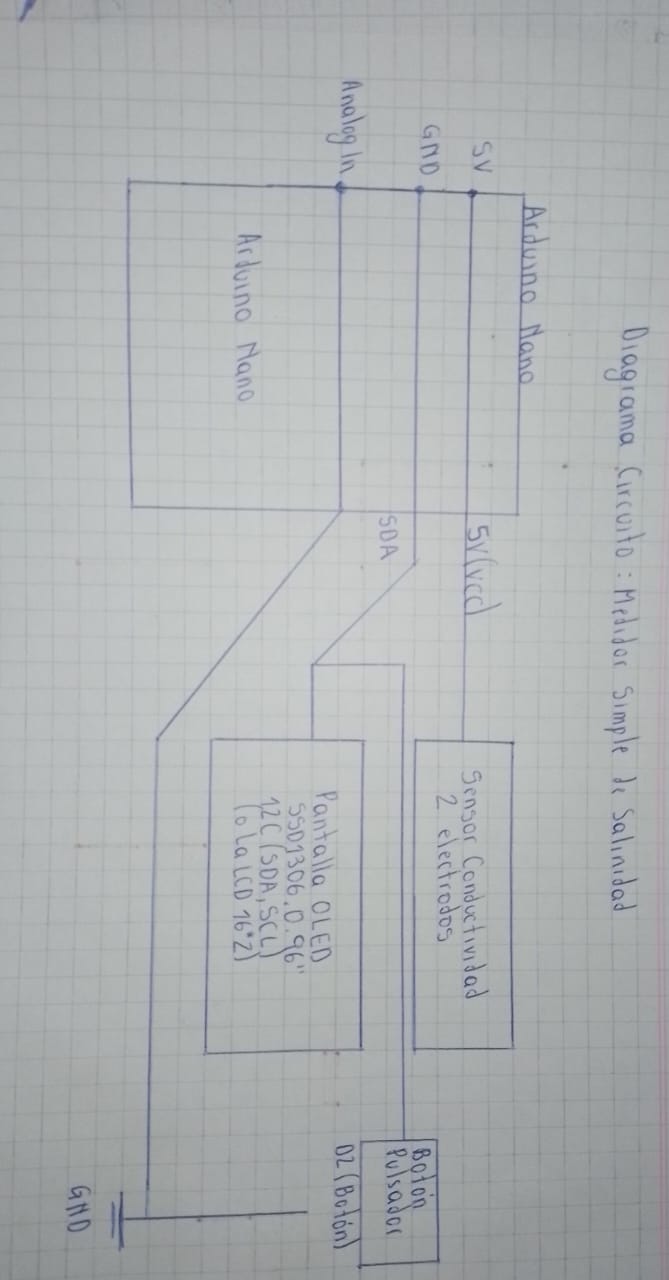 Diagrama Circuito: Medidor Simple de Salinidad
Arduino Nano
5V
GND
Analog In
Arduino Nano
5V(vcc)
SDA
Sensor Conductividad
2 electrodos
Pantalla OLED
SSD1306.0.96"
I2C (SDA, SCL)
(o La LCD 16*2)
Botón
Pulsador
D2 (Botón)
GND